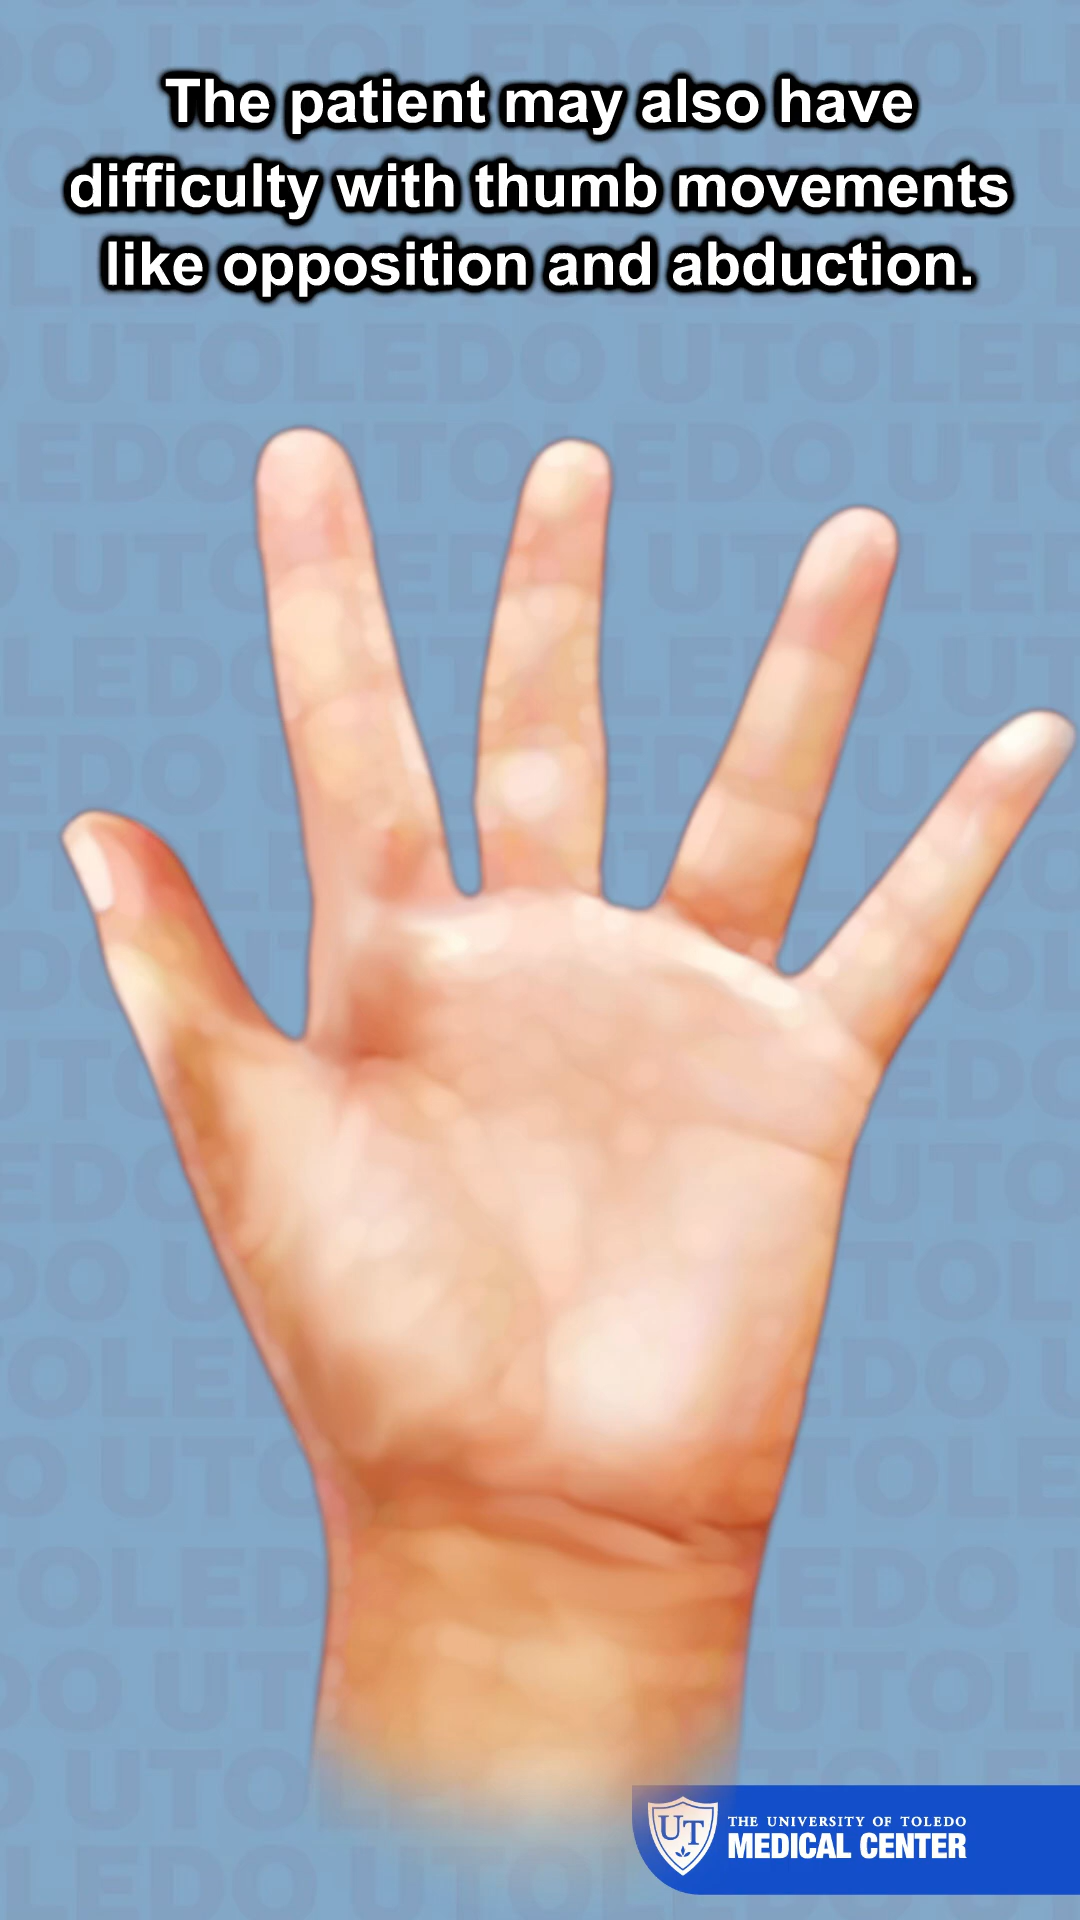 The patient may also have
difficulty with thumb movements
like opposition and abduction.
UT
THE UNIVERSITY OF TOLEDO
MEDICAL CENTER